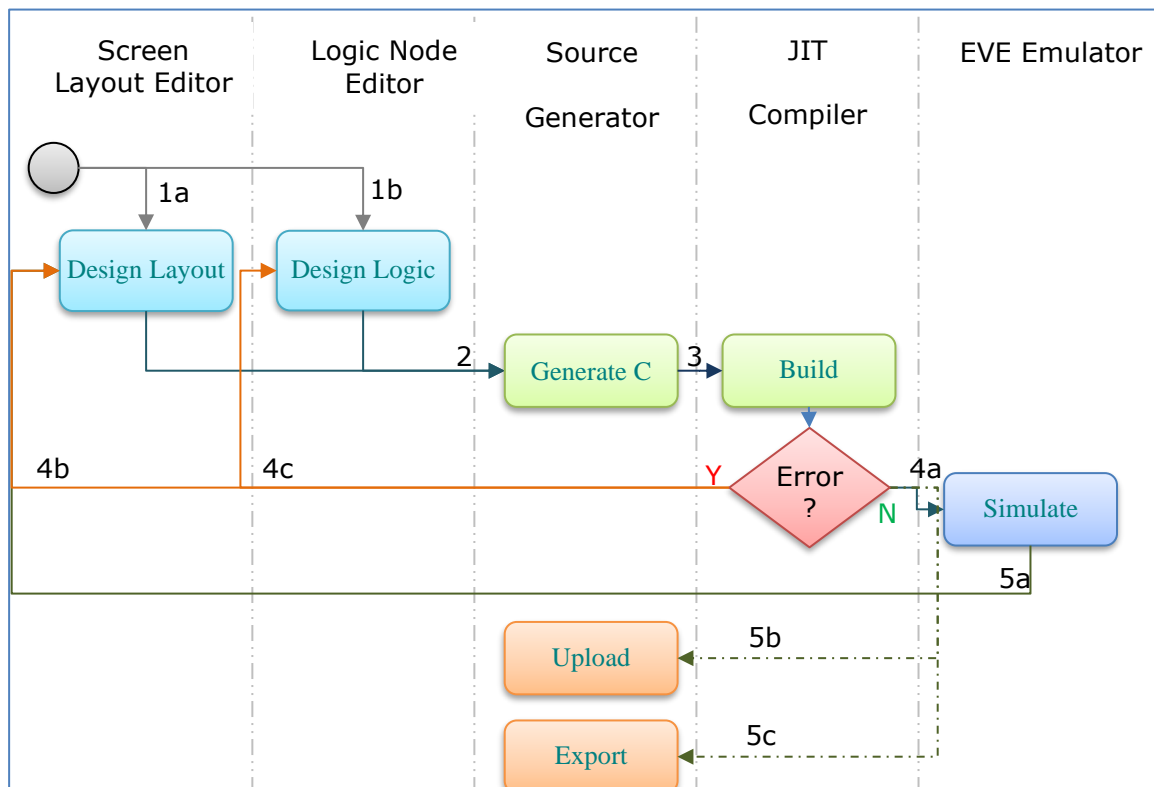 Screen
Layout Editor
Logic Node
Editor
Source
Generator
JIT
Compiler
EVE Emulator
1a
1b
Design Layout
Design Logic
2
Generate C
3
Build
4b
4c
Y
Error
?
4a
N
Simulate
5a
Upload
5b
Export
5c